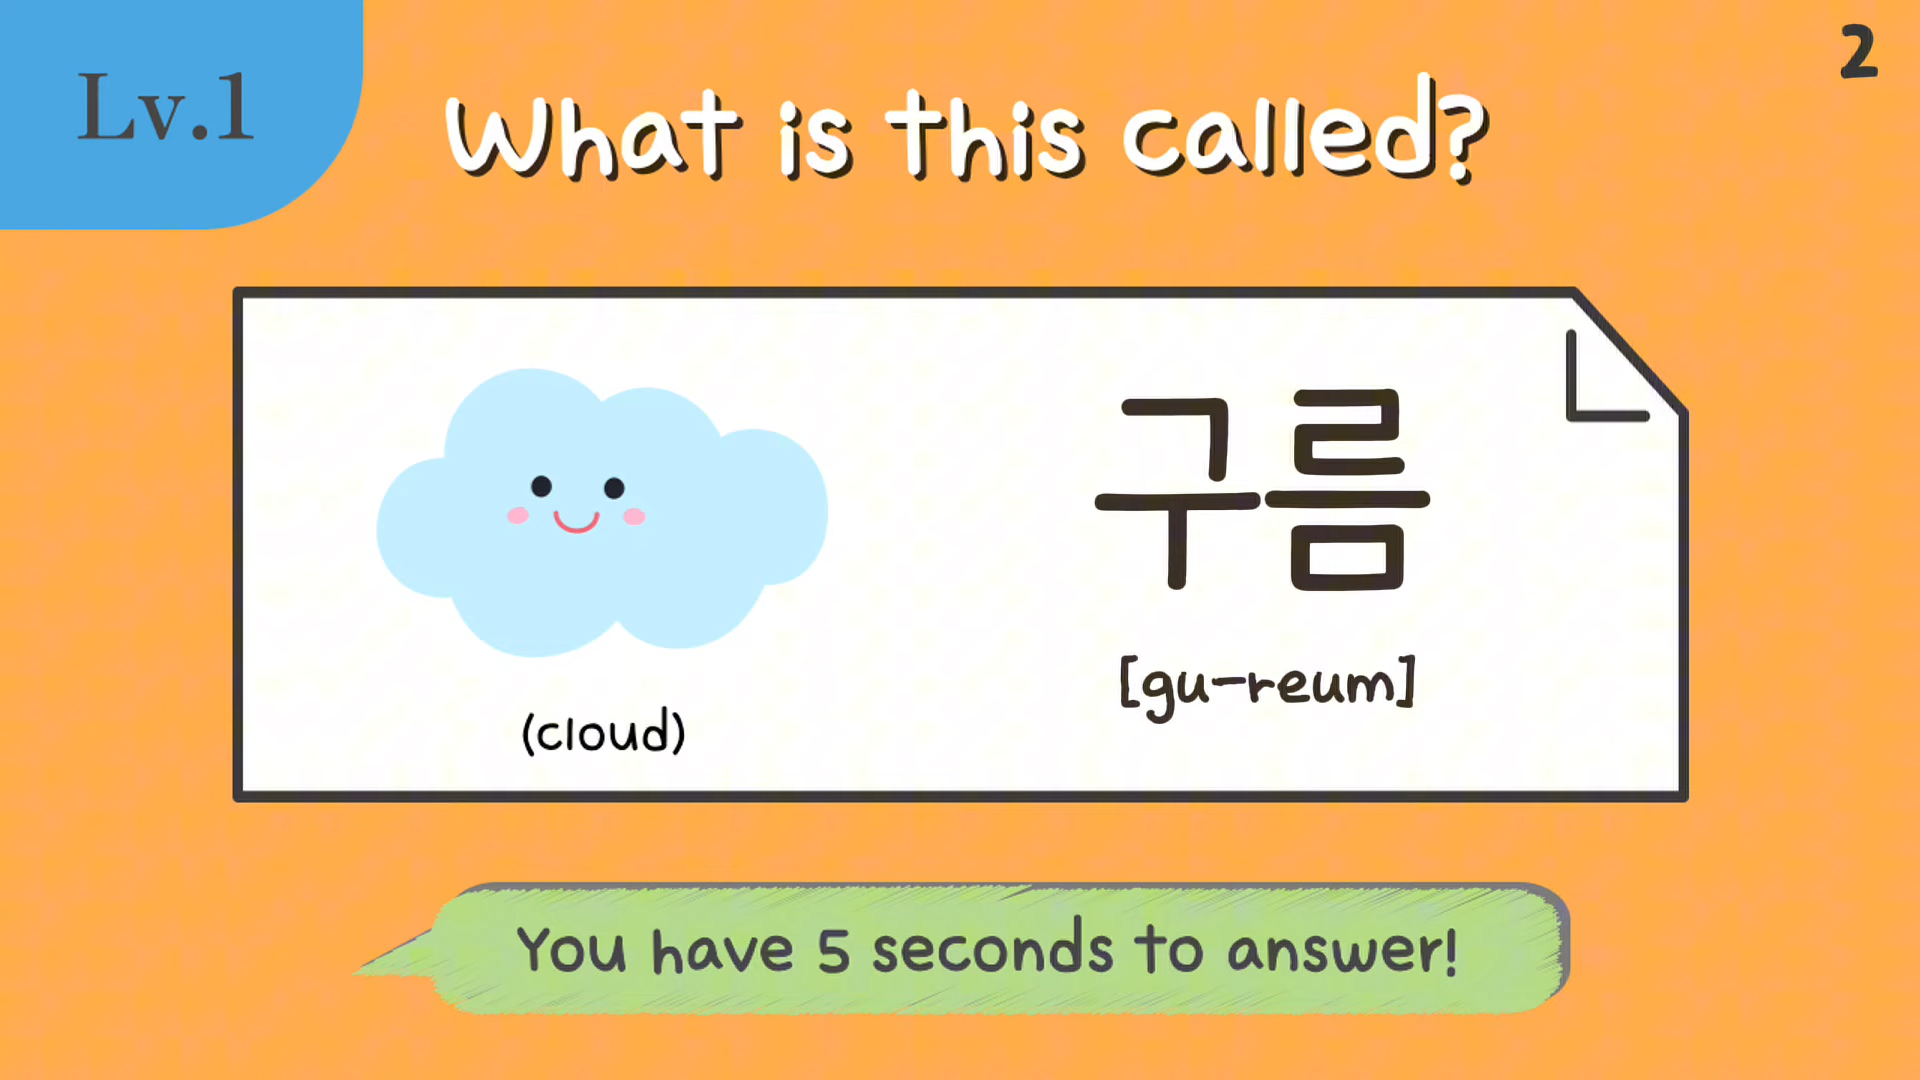 Lv.1
2
What is this called?
구름
[gu-reum]
(cloud)
You have 5 seconds to answer!